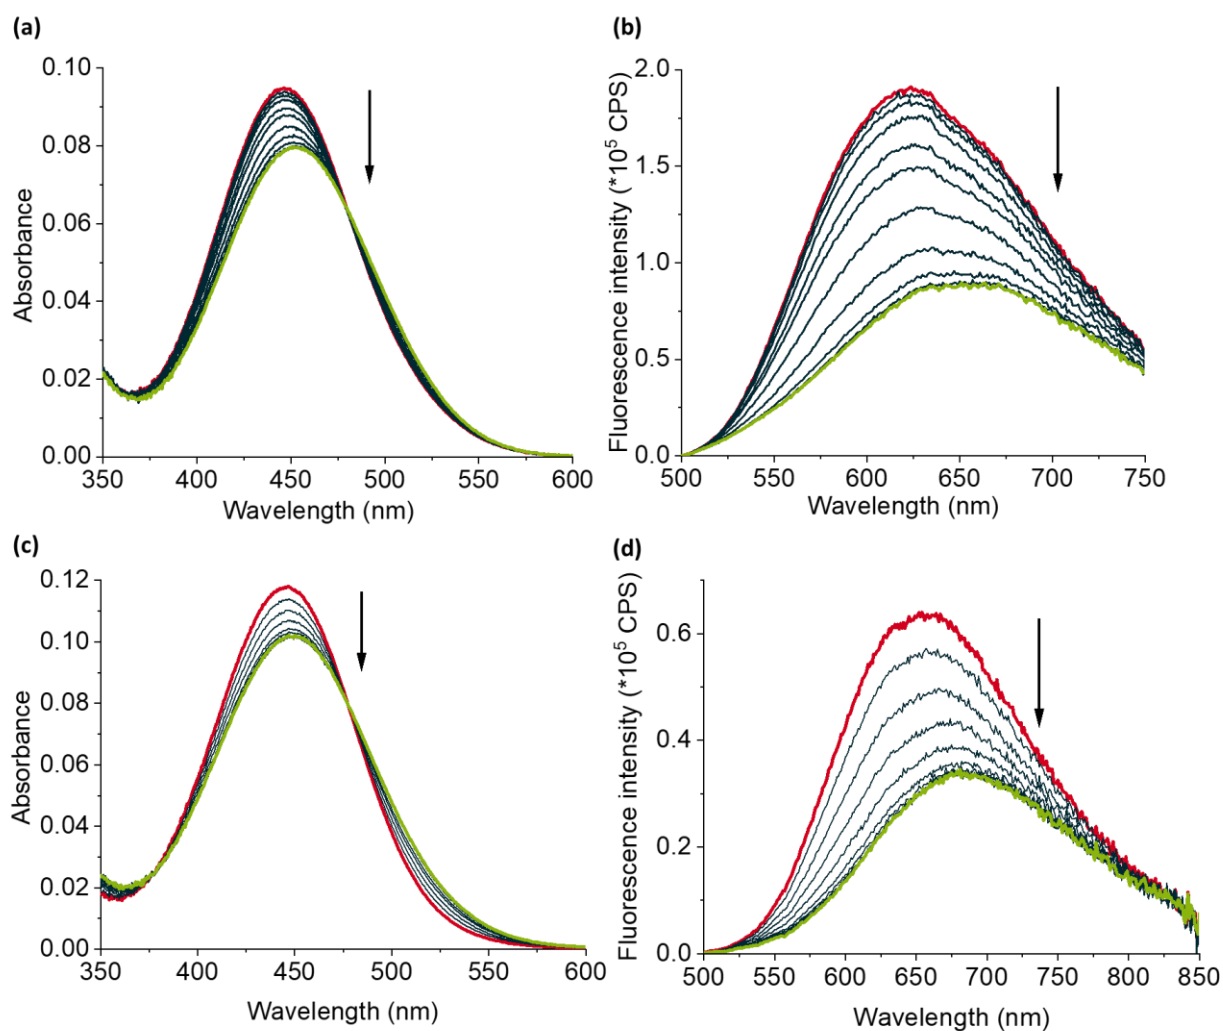 (a)
0.10
0.08
0.06
0.04
0.02
0.00
Absorbance
350 400 450 500 550 600
Wavelength (nm)
(b)
2.0
1.5
1.0
0.5
0.0
Fluorescence intensity (*10⁵ CPS)
500 550 600 650 700 750
Wavelength (nm)
(c)
0.12
0.10
0.08
0.06
0.04
0.02
0.00
Absorbance
350 400 450 500 550 600
Wavelength (nm)
(d)
0.6
0.4
0.2
0.0
Fluorescence intensity (*10⁵ CPS)
500 550 600 650 700 750 800 850
Wavelength (nm)